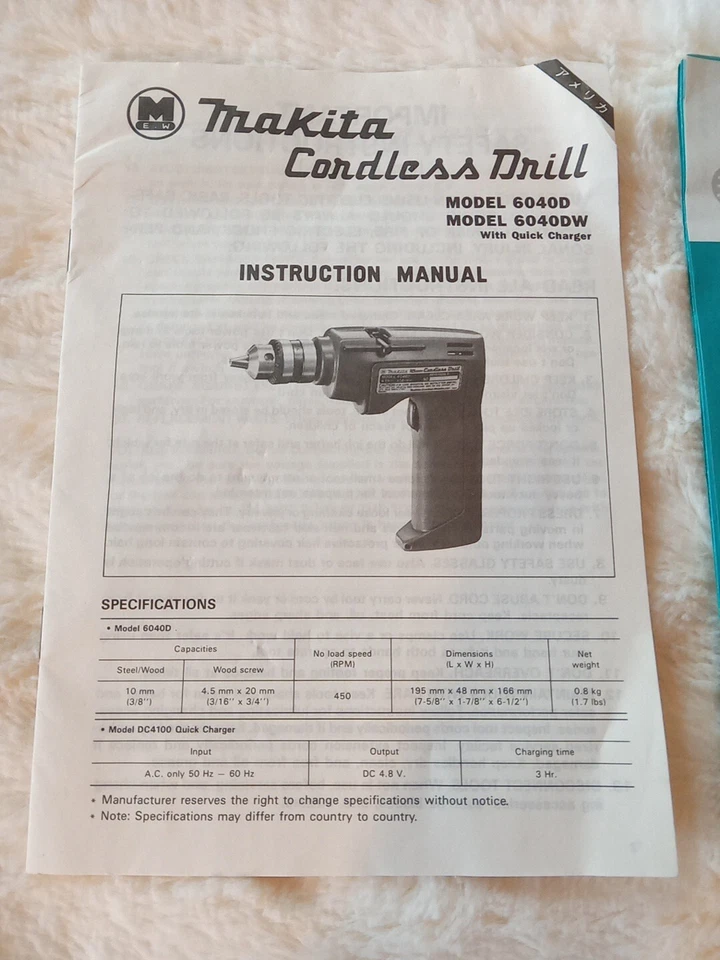 M
E.W
Makita
アメリカ
Cordless Drill
MODEL 6040D
MODEL 6040DW
With Quick Charger
INSTRUCTION MANUAL
Makita Cordless Drill
SPECIFICATIONS
• Model 6040D
Capacities
No load speed
(RPM)
Dimensions
(L x W x H)
Net
weight
Steel/Wood
Wood screw
10 mm
(3/8")
4.5 mm x 20 mm
(3/16" x 3/4")
450
195 mm x 48 mm x 166 mm
(7-5/8" x 1-7/8" x 6-1/2")
0.8 kg
(1.7 lbs)
• Model DC4100 Quick Charger
Input
Output
Charging time
A.C. only 50 Hz – 60 Hz
DC 4.8 V.
3 Hr.
* Manufacturer reserves the right to change specifications without notice.
* Note: Specifications may differ from country to country.